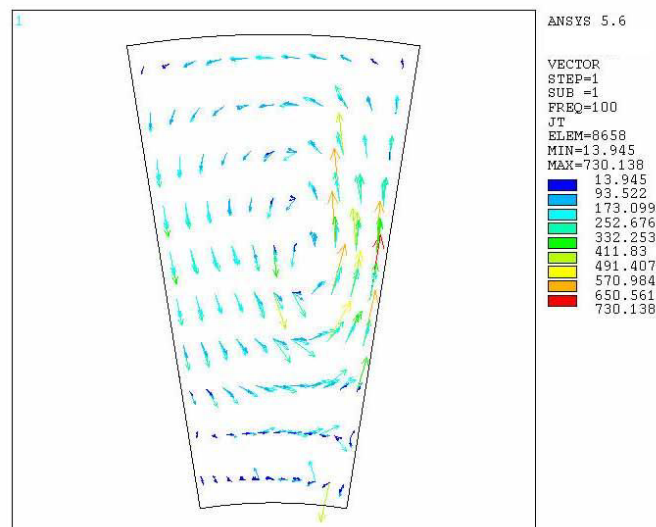 1
ANSYS 5.6
VECTOR
STEP=1
SUB =1
FREQ=100
JT
ELEM=8658
MIN=13.945
MAX=730.138
13.945
93.522
173.099
252.676
332.253
411.83
491.407
570.984
650.561
730.138